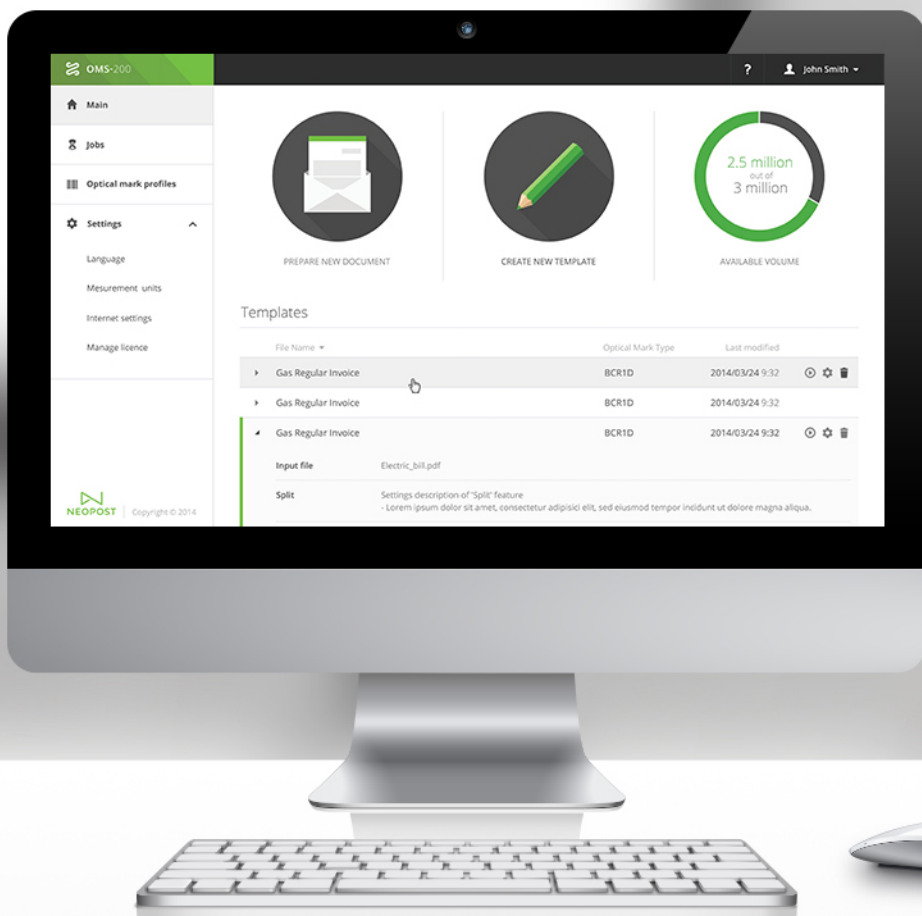 OMS-200
? John Smith
Main
Jobs
Optical mark profiles
Settings
Language
Mesurement units
Internet settings
Manage licence
NEOPOST Copyright © 2014
PREPARE NEW DOCUMENT
CREATE NEW TEMPLATE
2.5 million
out of
3 million
AVAILABLE VOLUME
Templates
File Name Optical Mark Type Last modified
Gas Regular Invoice BCR1D 2014/03/24 9:32
Gas Regular Invoice BCR1D 2014/03/24 9:32
Gas Regular Invoice BCR1D 2014/03/24 9:32
Input file Electric_bill.pdf
Split Settings description of 'Split' feature
- Lorem ipsum dolor sit amet, consectetur adipisici elit, sed eiusmod tempor incidunt ut dolore magna aliqua.